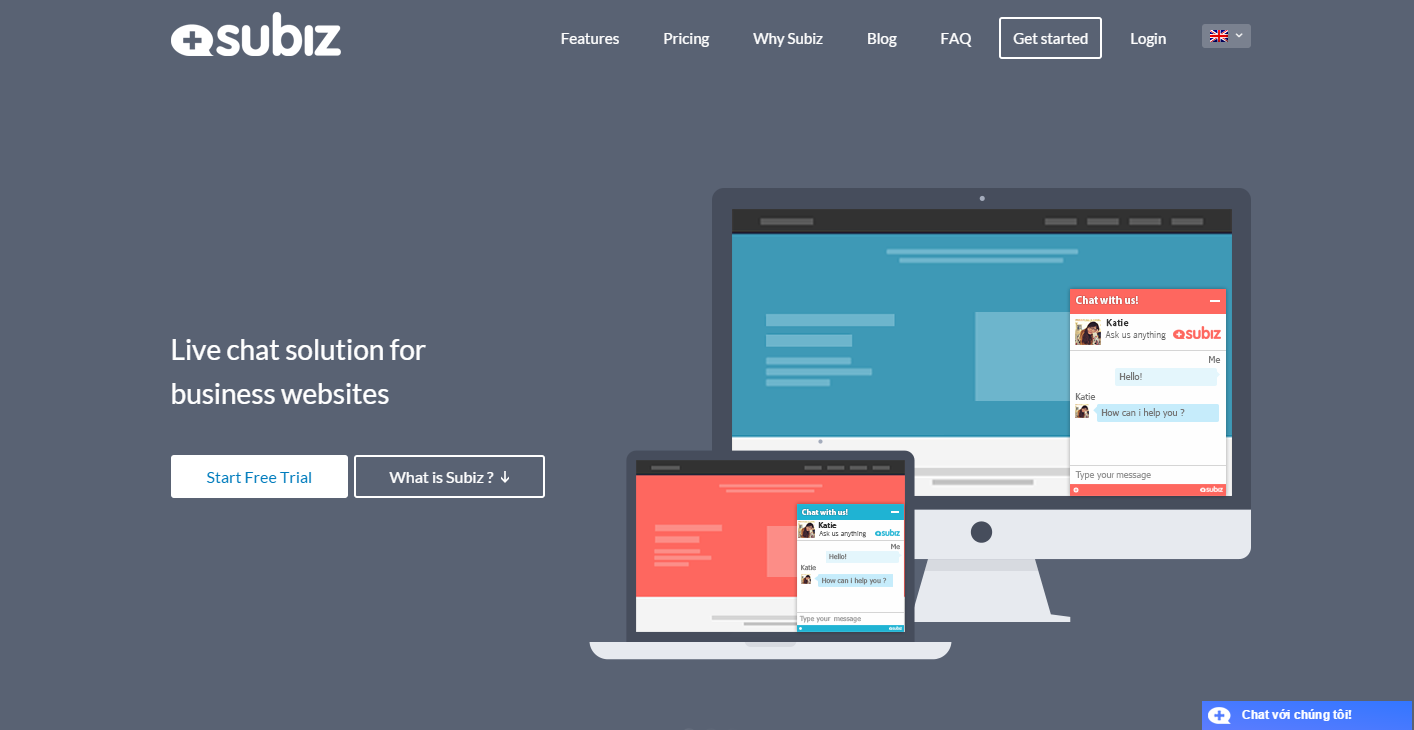 subiz
Features
Pricing
Why Subiz
Blog
FAQ
Get started
Login
Live chat solution for
business websites
Start Free Trial
What is Subiz ? ↓
Chat with us!
Katie
Ask us anything
subiz
Me
Hello!
Katie
How can i help you ?
Type your message
subiz
Chat with us!
Katie
Ask us anything
subiz
Me
Hello!
Katie
How can i help you ?
Type your message
subiz
Chat với chúng tôi!